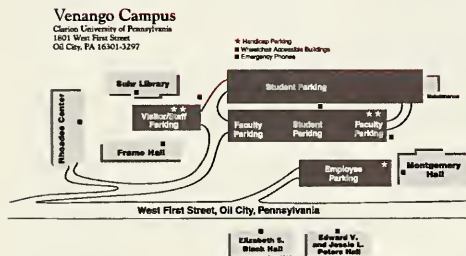 Venango Campus
Clarion University of Pennsylvania
1801 West First Street
Oil City, PA 16301-3297
Handicap Parking
Wheelchair Accessible Buildings
Emergency Phones
Suhr Library
Student Parking
Maintenance
Rhoades Center
Visitor/Staff
Parking
Faculty
Parking
Student
Parking
Faculty
Parking
Frame Hall
Employee
Parking
Montgomery
Hall
West First Street, Oil City, Pennsylvania
Elizabeth S.
Black Hall
Edward V.
and Jessie L.
Peters Hall